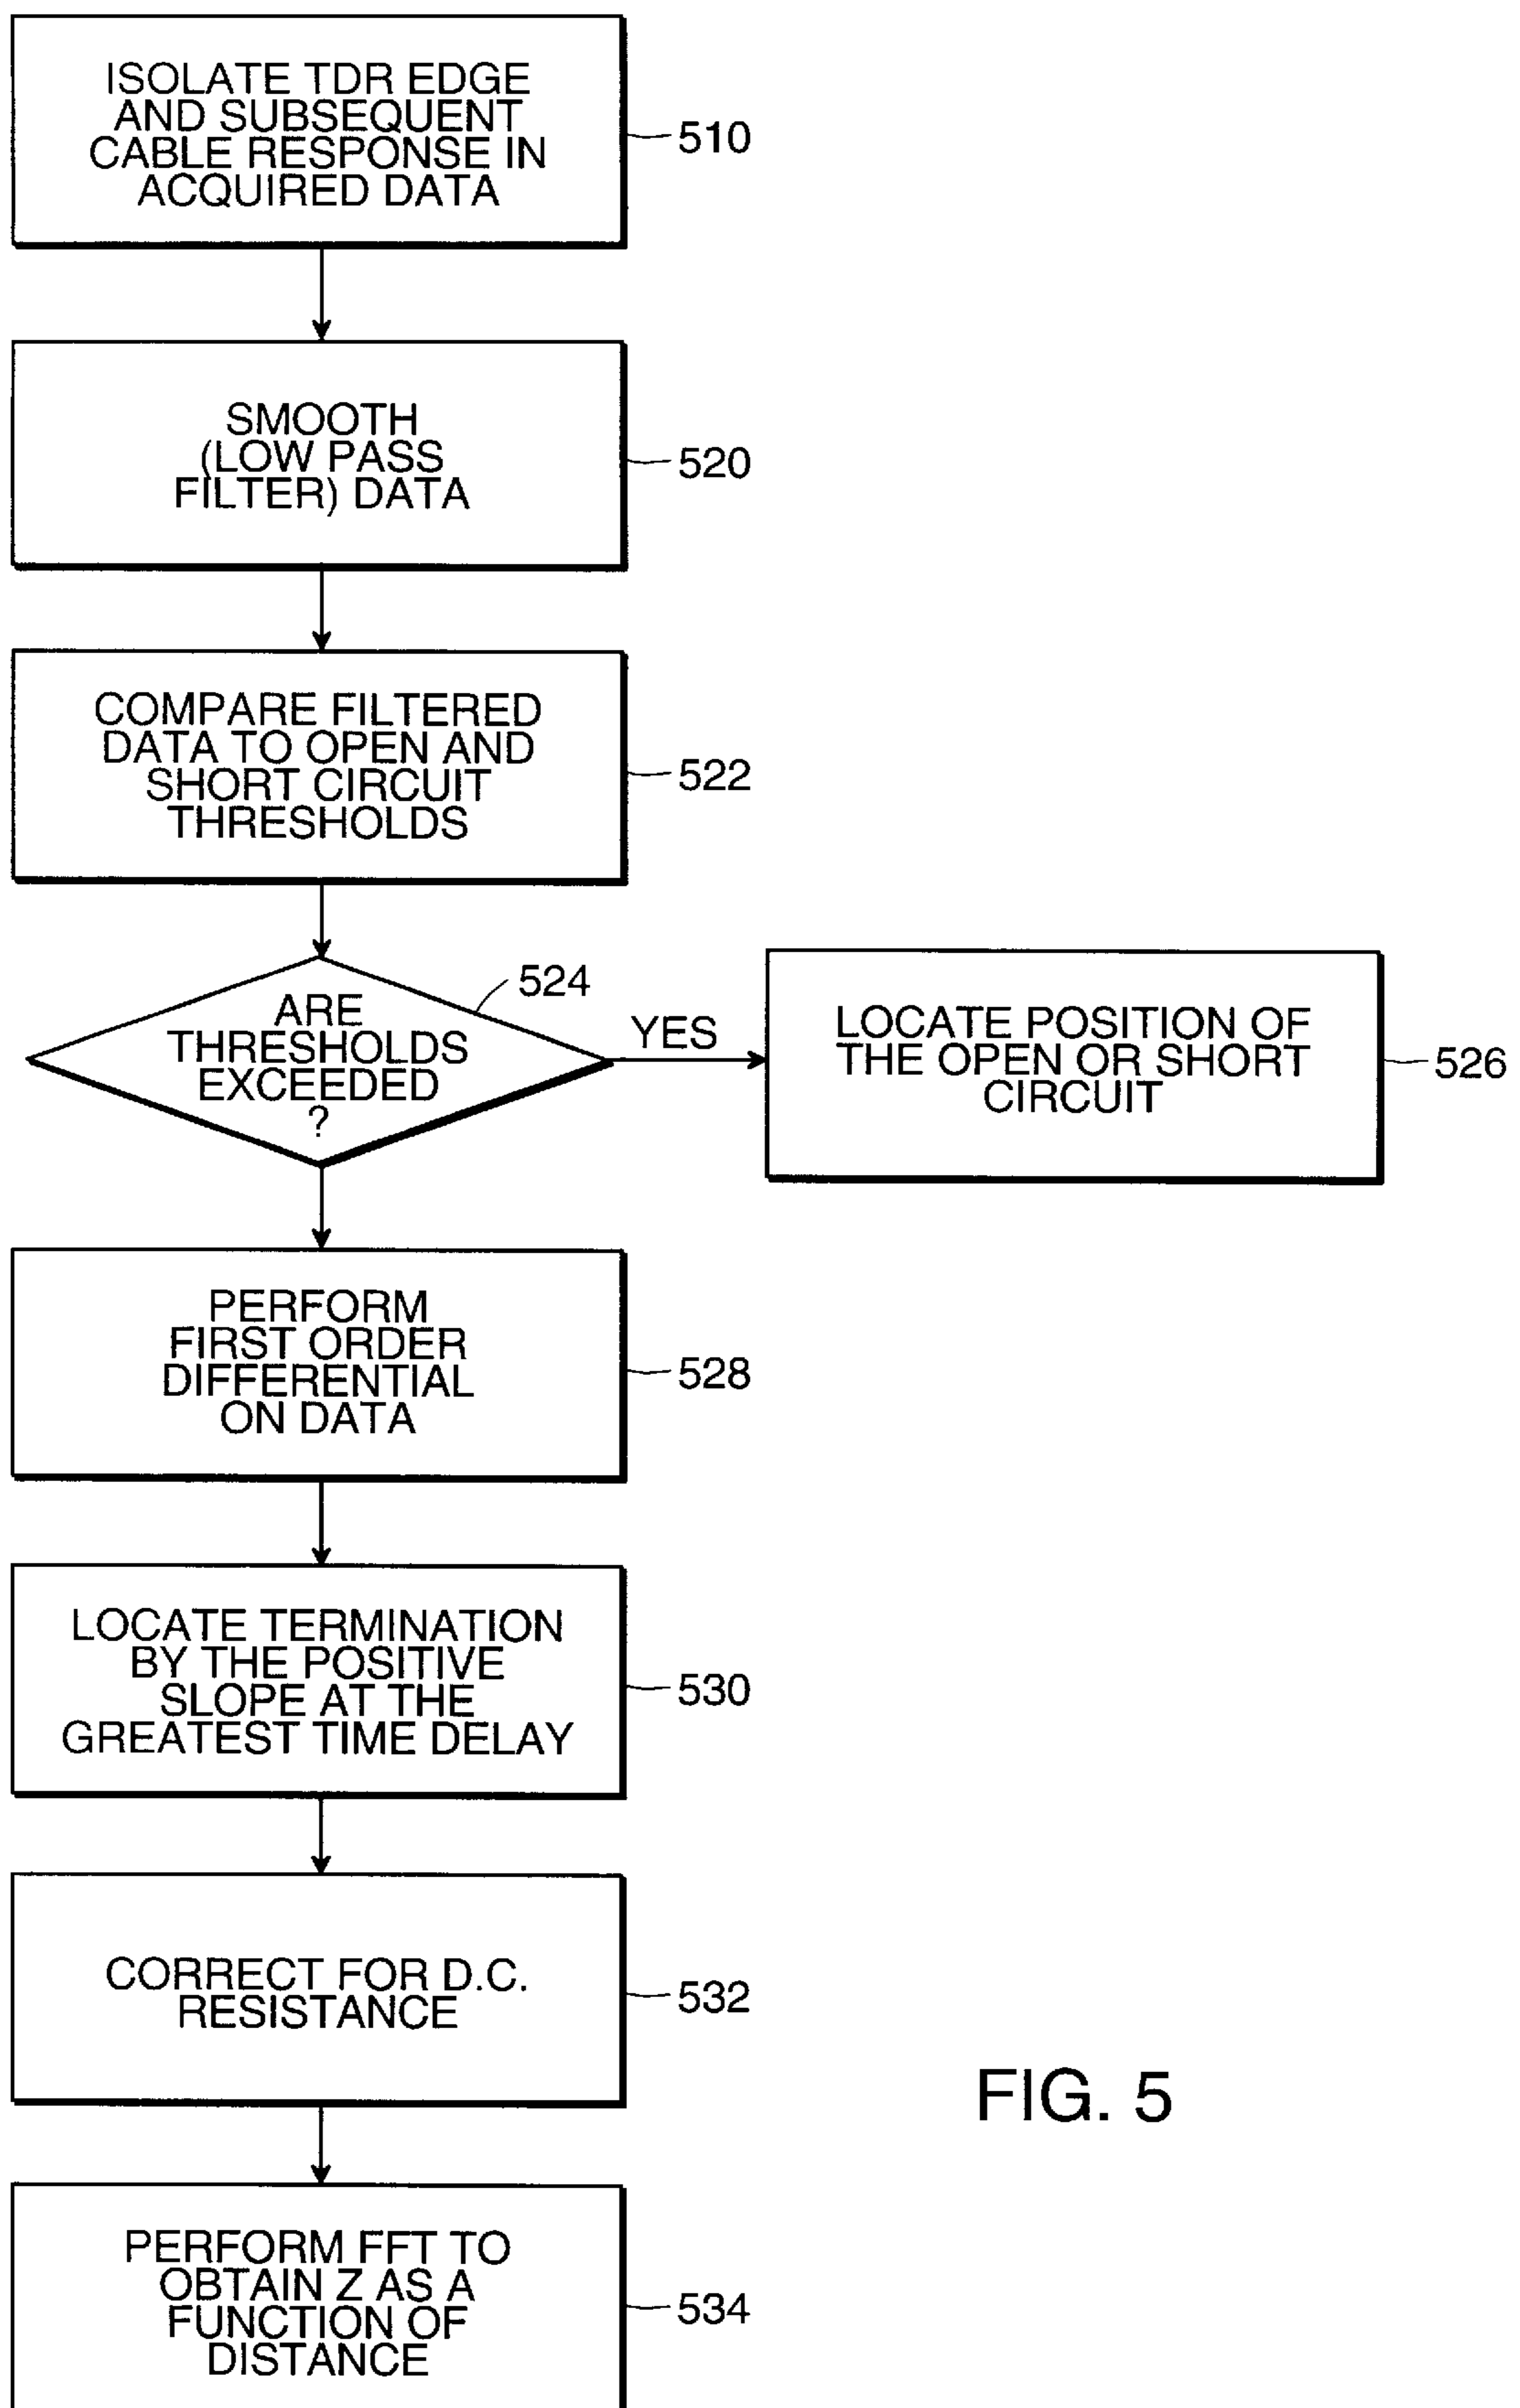 ISOLATE TDR EDGE
AND SUBSEQUENT
CABLE RESPONSE IN
ACQUIRED DATA
510
SMOOTH
(LOW PASS
FILTER) DATA
520
COMPARE FILTERED
DATA TO OPEN AND
SHORT CIRCUIT
THRESHOLDS
522
ARE
THRESHOLDS
EXCEEDED
?
524
YES
LOCATE POSITION OF
THE OPEN OR SHORT
CIRCUIT
526
PERFORM
FIRST ORDER
DIFFERENTIAL
ON DATA
528
LOCATE TERMINATION
BY THE POSITIVE
SLOPE AT THE
GREATEST TIME DELAY
530
CORRECT FOR D.C.
RESISTANCE
532
PERFORM FFT TO
OBTAIN Z AS A
FUNCTION OF
DISTANCE
534
FIG. 5